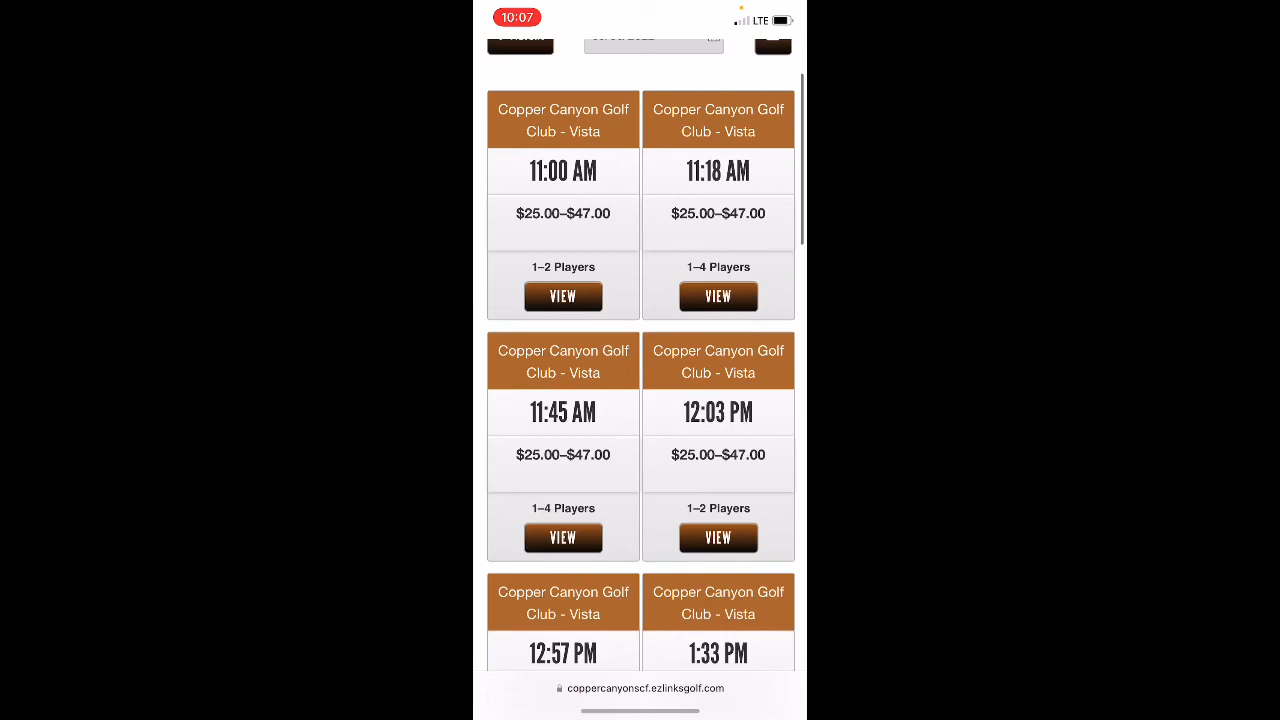 10:07
LTE
Copper Canyon Golf
Club - Vista
11:00 AM
$25.00–$47.00
1–2 Players
VIEW
Copper Canyon Golf
Club - Vista
11:18 AM
$25.00–$47.00
1–4 Players
VIEW
Copper Canyon Golf
Club - Vista
11:45 AM
$25.00–$47.00
1–4 Players
VIEW
Copper Canyon Golf
Club - Vista
12:03 PM
$25.00–$47.00
1–2 Players
VIEW
Copper Canyon Golf
Club - Vista
12:57 PM
Copper Canyon Golf
Club - Vista
1:33 PM
coppercanyonscf.ezlinksgolf.com